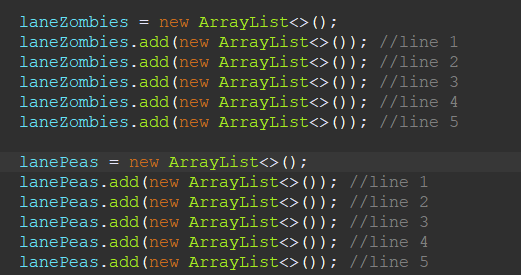 laneZombies = new ArrayList<>();
laneZombies.add(new ArrayList<>()); //line 1
laneZombies.add(new ArrayList<>()); //line 2
laneZombies.add(new ArrayList<>()); //line 3
laneZombies.add(new ArrayList<>()); //line 4
laneZombies.add(new ArrayList<>()); //line 5
lanePeas = new ArrayList<>();
lanePeas.add(new ArrayList<>()); //line 1
lanePeas.add(new ArrayList<>()); //line 2
lanePeas.add(new ArrayList<>()); //line 3
lanePeas.add(new ArrayList<>()); //line 4
lanePeas.add(new ArrayList<>()); //line 5